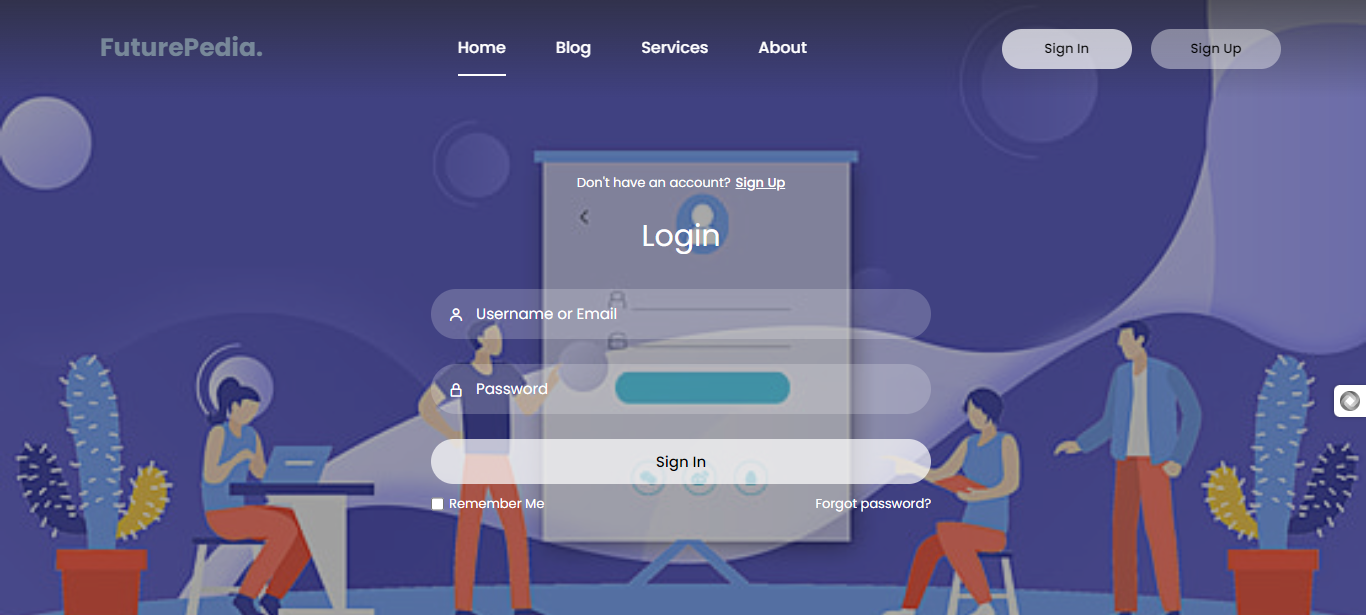 FuturePedia.
Home
Blog
Services
About
Sign In
Sign Up
Don't have an account? Sign Up
Login
Username or Email
Password
Sign In
Remember Me
Forgot password?